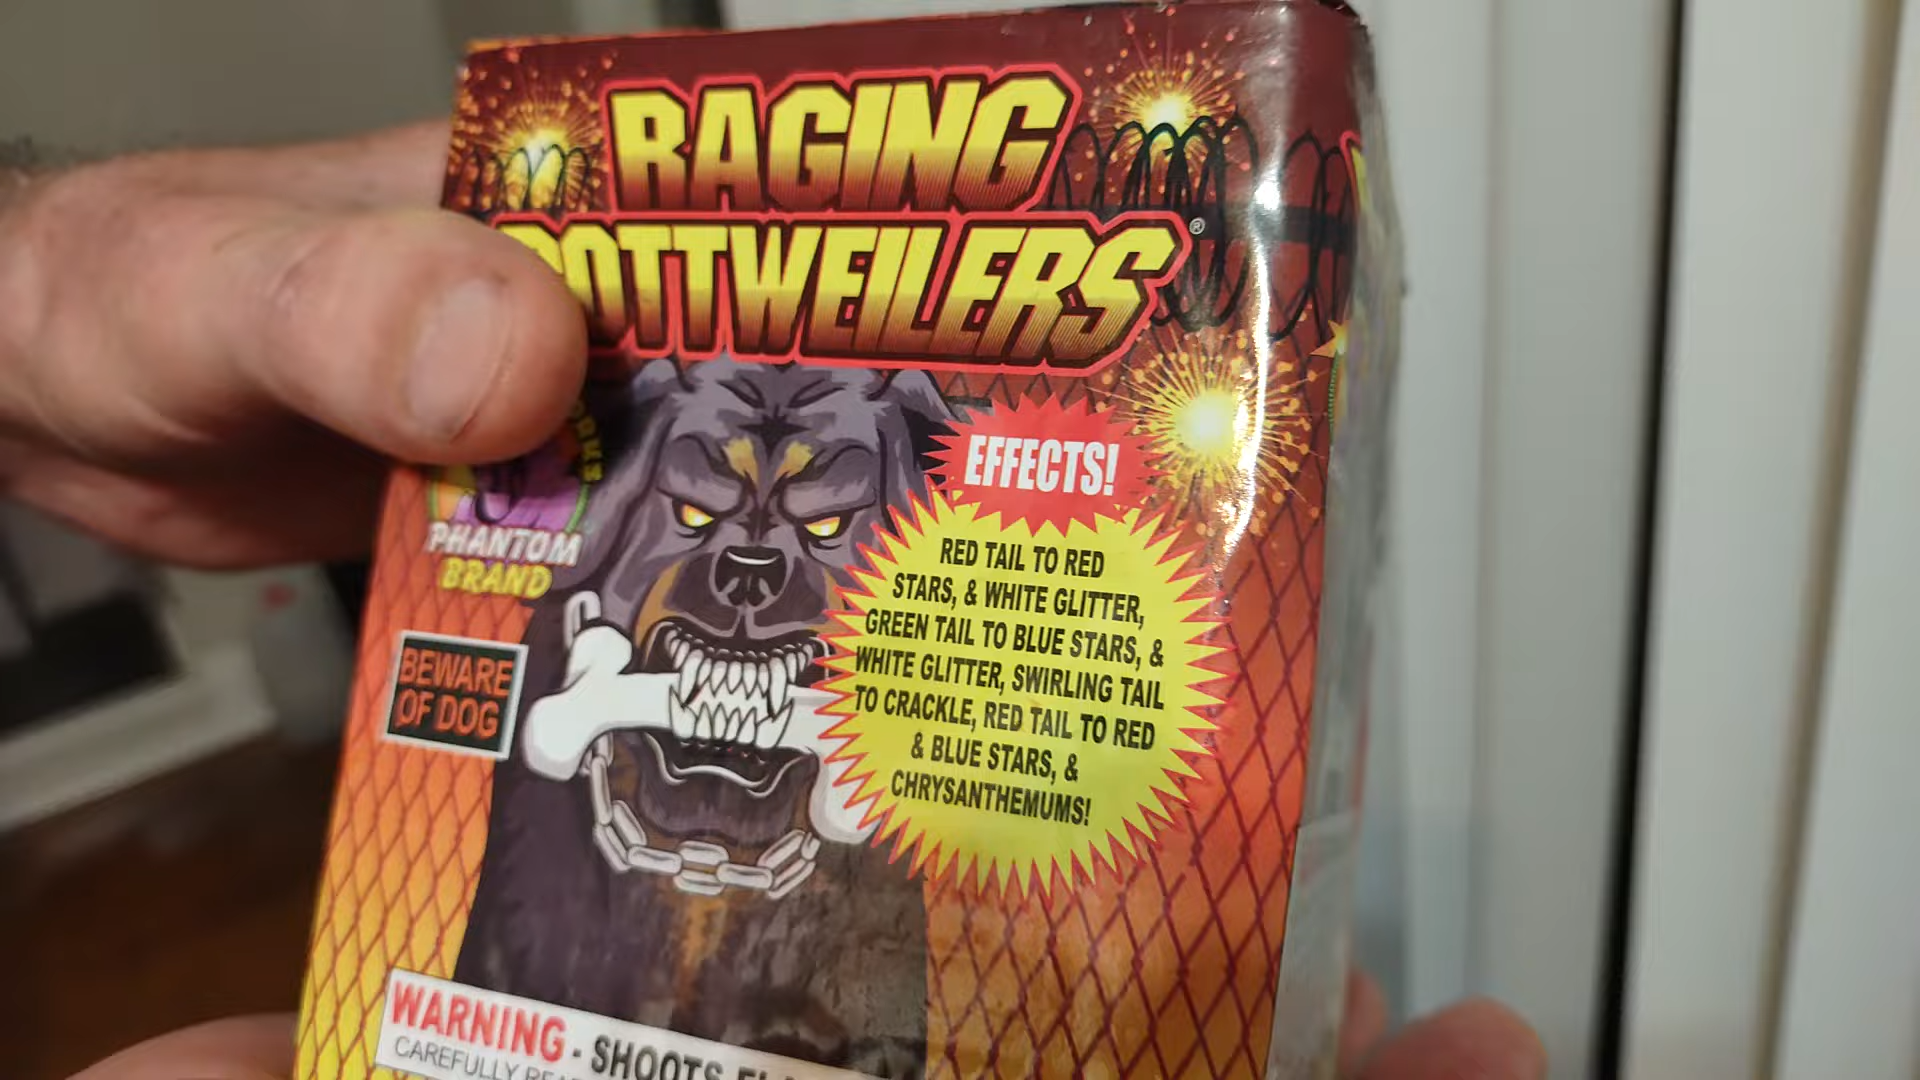 RAGING
ROTTWEILERS®
EFFECTS!
RED TAIL TO RED
STARS, & WHITE GLITTER,
GREEN TAIL TO BLUE STARS, &
WHITE GLITTER, SWIRLING TAIL
TO CRACKLE, RED TAIL TO RED
& BLUE STARS, &
CHRYSANTHEMUMS!
PHANTOM
BRAND
BEWARE
OF DOG
WARNING - SHOOTS
CAREFULLY